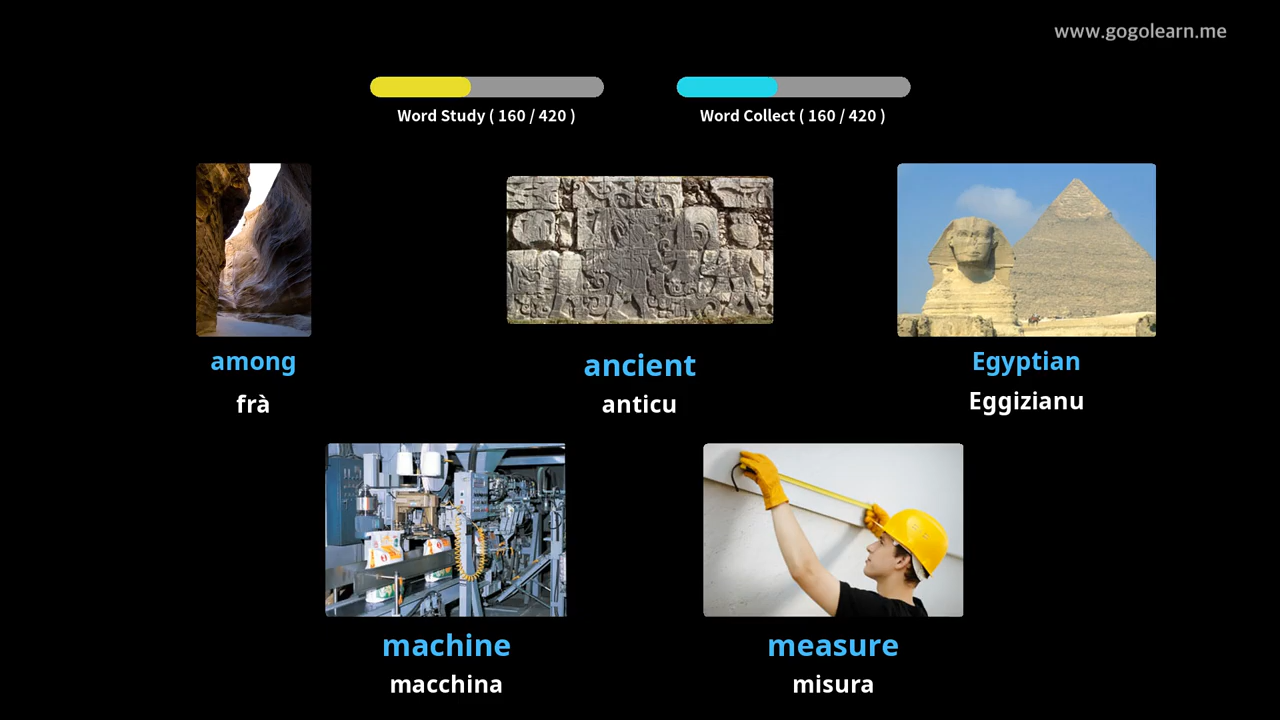 www.gogolearn.me
Word Study ( 160 / 420 )
Word Collect ( 160 / 420 )
among
frà
ancient
anticu
Egyptian
Eggizianu
machine
macchina
measure
misura